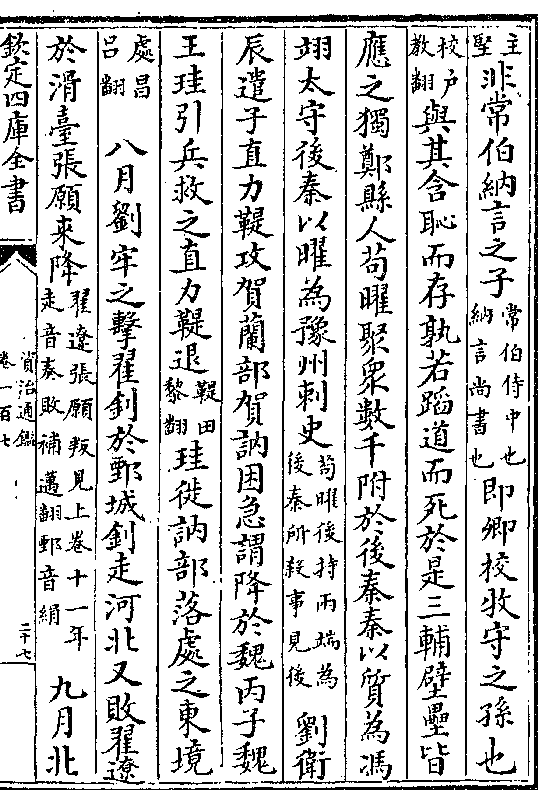 主堅非常伯納言之子常伯侍中也納言尚書也即卿校牧守之孫也
校户教翻與其含恥而存孰若蹈道而死於是三輔壁壘皆
應之獨鄭縣人苟曜聚衆數千附於後秦秦以質為馮
翊太守後秦以曜為豫州刺史苟曜後持兩端為後秦所殺事見後劉衛
辰遣子直力鞮攻賀蘭部賀訥困急謂降於魏丙子魏
王珪引兵救之直力鞮退鞮田黎翻珪徙訥部落處之東境
處昌吕翻八月劉牢之擊翟釗於鄄城釗走河北又敗翟遼
於滑臺張願来降翟遼張願叛見上卷十一年走音奏敗補邁翻鄄音絹九月北
欽定四庫全書
資治通鑑
卷一百七
二十七